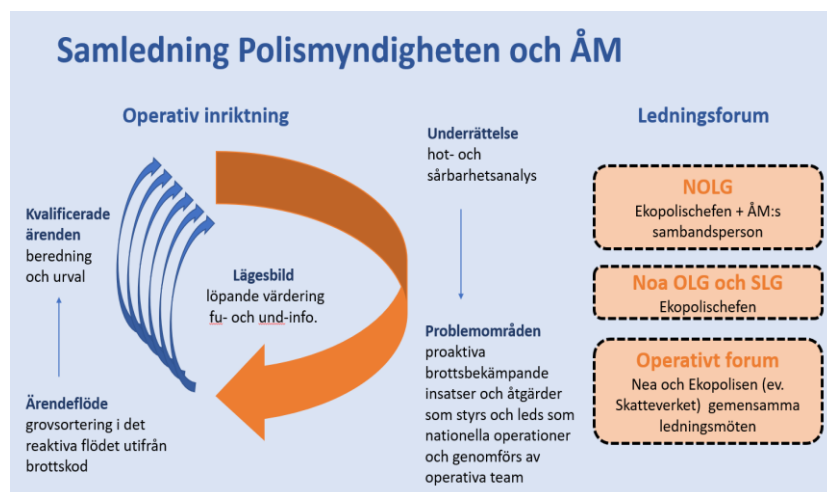 Samledning Polismyndigheten och ÅM
Operativ inriktning
Kvalificerade
ärenden
beredning
och urval
Ärendeflöde
grovsortering i det
reaktiva flödet utifrån
brottskod
Lägesbild
löpande värdering
fu- och und-info.
Underrättelse
hot- och
sårbarhetsanalys
Problemområden
proaktiva
brottsbekämpande
insatser och åtgärder
som styrs och leds som
nationella operationer
och genomförs av
operativa team
Ledningsforum
NOLG
Ekopolischefen + ÅM:s
sambandsperson
Noa OLG och SLG
Ekopolischefen
Operativt forum
Nea och Ekopolisen (ev.
Skatteverket) gemensamma
ledningsmöten